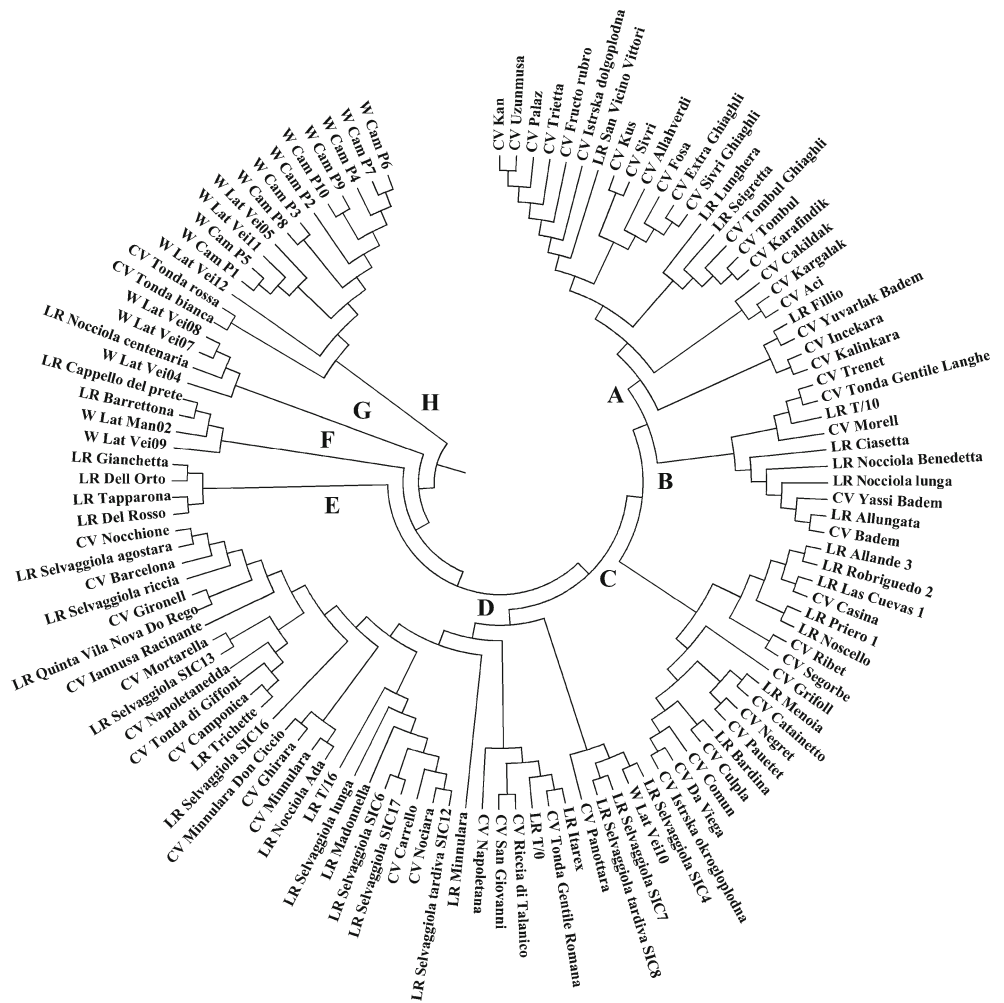 CV Kan
CV Uzunmusa
CV Palaz
CV Trietta
CV Fructo rubro
CV Istrska dolgoplodna
LR San Vicino Vittori
CV Kus
CV Sivri
CV Allahverdi
CV Fosa
CV Extra Ghiaghli
CV Sivri Ghiaghli
LR Lunghera
LR Seigretta
CV Tombul Ghiaghli
CV Tombul
CV Karafindik
CV Cakildak
CV Kargalak
CV Aci
LR Fillio
CV Yuvarlak Badem
CV Incekara
CV Kalinkara
CV Trenet
CV Tonda Gentile Langhe
LR T/10
CV Morell
LR Ciasetta
LR Nocciola Benedetta
LR Nocciola lunga
CV Yassi Badem
LR Allungata
CV Badem
LR Allande 3
LR Robriguedo 2
LR Las Cuevas 1
CV Casina
LR Priero 1
LR Noscello
CV Ribet
CV Segorbe
CV Grifoll
LR Menoia
CV Catainetto
CV Negret
CV Pauetet
LR Bardina
CV Culpla
CV Comun
CV Da Viega
CV Istrska okrogloplodna
LR Selvaggiola SIC4
W Lat Vei10
LR Selvaggiola SIC7
LR Selvaggiola tardiva SIC8
CV Panottara
LR Itarex
CV Tonda Gentile Romana
LR T/0
CV Riccia di Talanico
CV San Giovanni
CV Napoletaua
LR Minnulara
LR Selvaggiola tardiva SIC12
CV Nociara
CV Carrello
LR Selvaggiola SIC17
LR Selvaggiola SIC6
LR Madonnella
LR Selvaggiola lunga
LR T/16
LR Nocciola Ada
CV Minnulara
CV Ghirara
CV Minnulara Don Ciccio
LR Selvaggiola SIC16
LR Trichette
CV Camponica
CV Tonda di Giffoni
CV Napoletanedda
LR Selvaggiola SIC13
CV Mortarella
CV Iannusa Racinante
LR Quinta Vila Nova Do Rego
CV Gironell
LR Selvaggiola riccia
CV Barcelona
LR Selvaggiola agostara
CV Nocchione
LR Del Rosso
LR Tapparona
LR Dell Orto
LR Gianchetta
W Lat Vei09
W Lat Man02
LR Barrettona
LR Cappello del prete
W Lat Vei04
LR Nocciola centenaria
W Lat Vei07
W Lat Vei08
CV Tonda bianca
CV Tonda rossa
W Lat Vei12
W Cam P1
W Cam P5
W Lat Vei11
W Lat Vei05
W Cam P8
W Cam P3
W Cam P2
W Cam P10
W Cam P9
W Cam P4
W Cam P7
W Cam P6
A
B
C
D
E
F
G
H